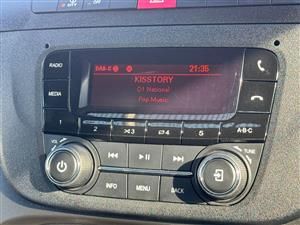 DAB 21:35
RADIO KISSTORY
D1 National
MEDIA Pop Music
1 2 3 4 5 A-B-C
VOL TUNE
INFO MENU BACK